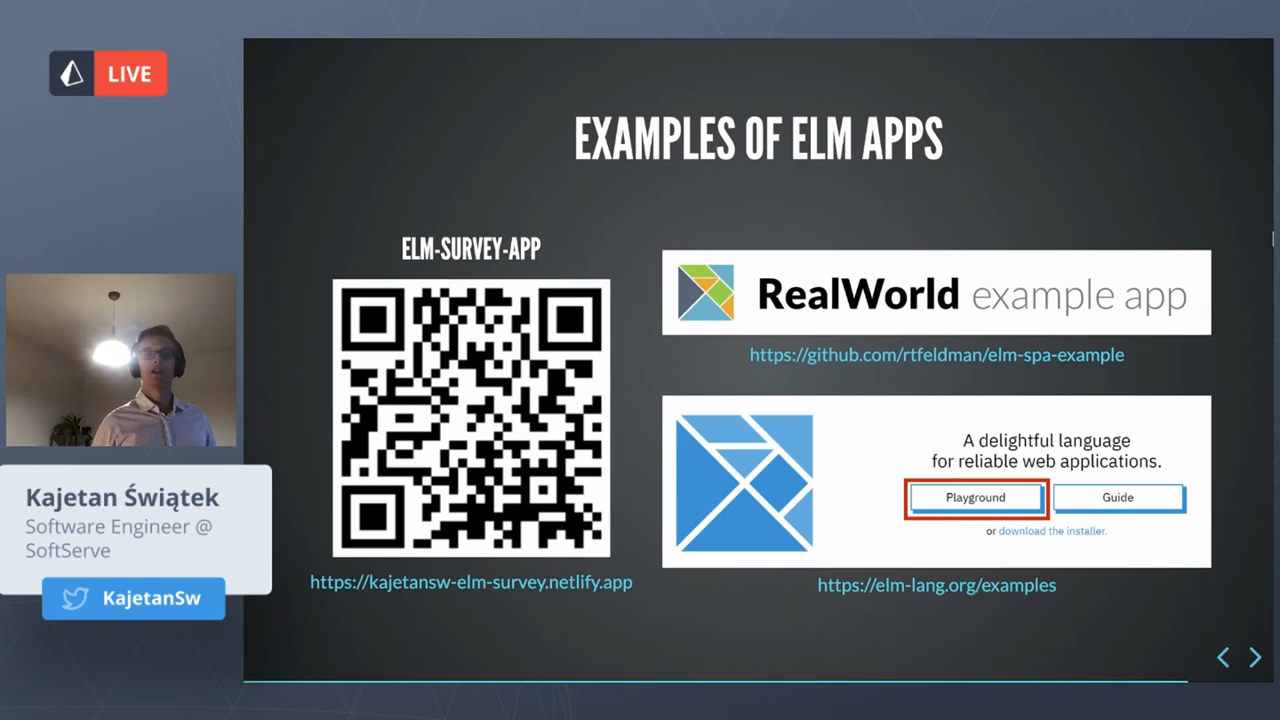 LIVE
EXAMPLES OF ELM APPS
ELM-SURVEY-APP
https://kajetansw-elm-survey.netlify.app
RealWorld example app
https://github.com/rtfeldman/elm-spa-example
A delightful language
for reliable web applications.
Playground
Guide
or download the installer.
https://elm-lang.org/examples
Kajetan Świątek
Software Engineer @
SoftServe
KajetanSw